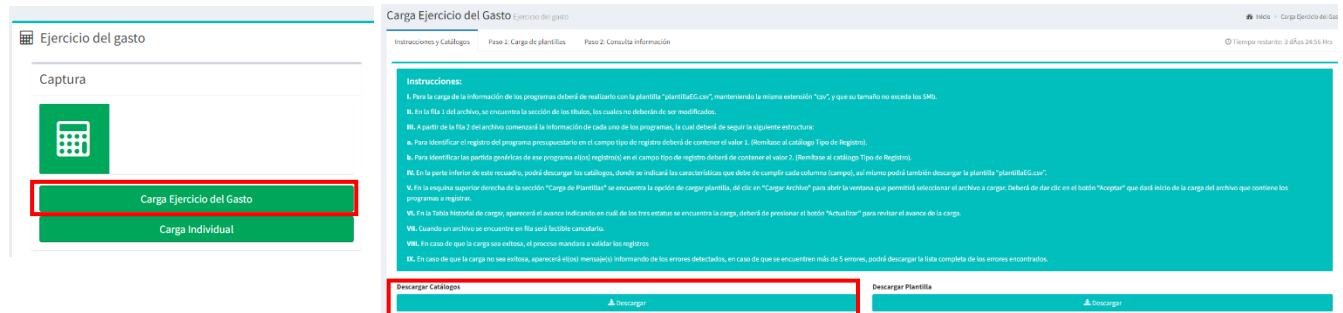 Ejercicio del gasto
Captura
Carga Ejercicio del Gasto
Carga Individual
Carga Ejercicio del Gasto Ejercicio del gasto
Inicio > Carga Ejercicio del Gas
Instrucciones y Catálogos Paso 1: Carga de plantillas Paso 2: Consulta información
Tiempo restante: 3 dÃas 24:56 Hrs
Instrucciones:
I. Para la carga de la información de los programas deberá de realizarlo con la plantilla "plantillaEG.csv", manteniendo la misma extensión "csv", y que su tamaño no exceda los 5Mb.
II. En la fila 1 del archivo, se encuentra la sección de los títulos, los cuales no deberán de ser modificados.
III. A partir de la fila 2 del archivo comenzará la información de cada uno de los programas, la cual deberá de seguir la siguiente estructura:
a. Para identificar el registro del programa presupuestario en el campo tipo de registro deberá de contener el valor 1. (Remítase al catálogo Tipo de Registro).
b. Para identificar las partida genéricas de ese programa el(os) registro(s) en el campo tipo de registro deberá de contener el valor 2. (Remítase al catálogo Tipo de Registro).
IV. En la parte inferior de este recuadro, podrá descargar los catálogos, donde se indicará las características que debe de cumplir cada columna (campo), así mismo podrá también descargar la plantilla "plantillaEG.csv".
V. En la esquina superior derecha de la sección "Carga de Plantillas" se encuentra la opción de cargar plantilla, dé clic en "Cargar Archivo" para abrir la ventana que permitirá seleccionar el archivo a cargar. Deberá de dar clic en el botón "Aceptar" que dará inicio de la carga del archivo que contiene los
programas a registrar.
VI. En la Tabla historial de cargar, aparecerá el avance indicando en cuál de los tres estatus se encuentra la carga, deberá de presionar el botón "Actualizar" para revisar el avance de la carga.
VII. Cuando un archivo se encuentre en fila será factible cancelarlo.
VIII. En caso de que la carga sea exitosa, el proceso mandara a validar los registros
IX. En caso de que la carga no sea exitosa, aparecerá el(os) mensaje(s) informando de los errores detectados, en caso de que se encuentren más de 5 errores, podrá descargar la lista completa de los errores encontrados.
Descargar Catálogos
Descargar Plantilla
Descargar
Descargar